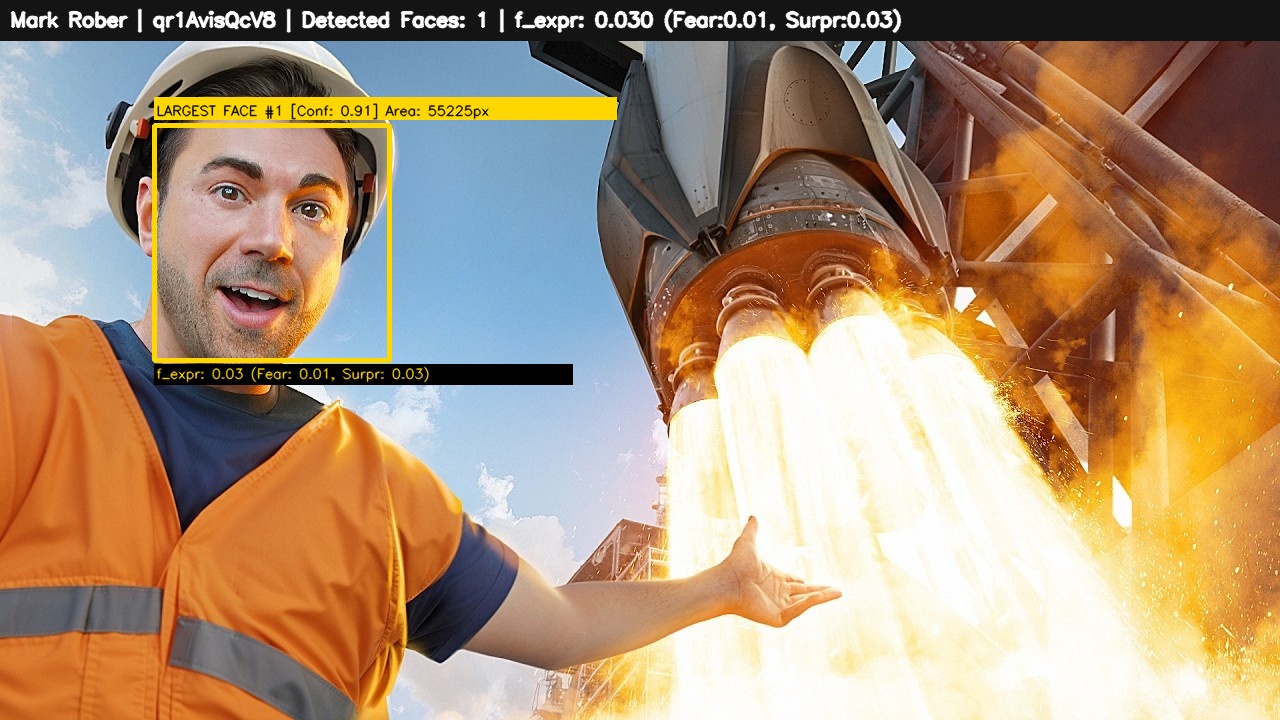 Mark Rober | qr1AvisQcV8 | Detected Faces: 1 | f_expr: 0.030 (Fear:0.01, Surpr:0.03)
LARGEST FACE #1 [Conf: 0.91] Area: 55225px
f_expr: 0.03 (Fear: 0.01, Surpr: 0.03)